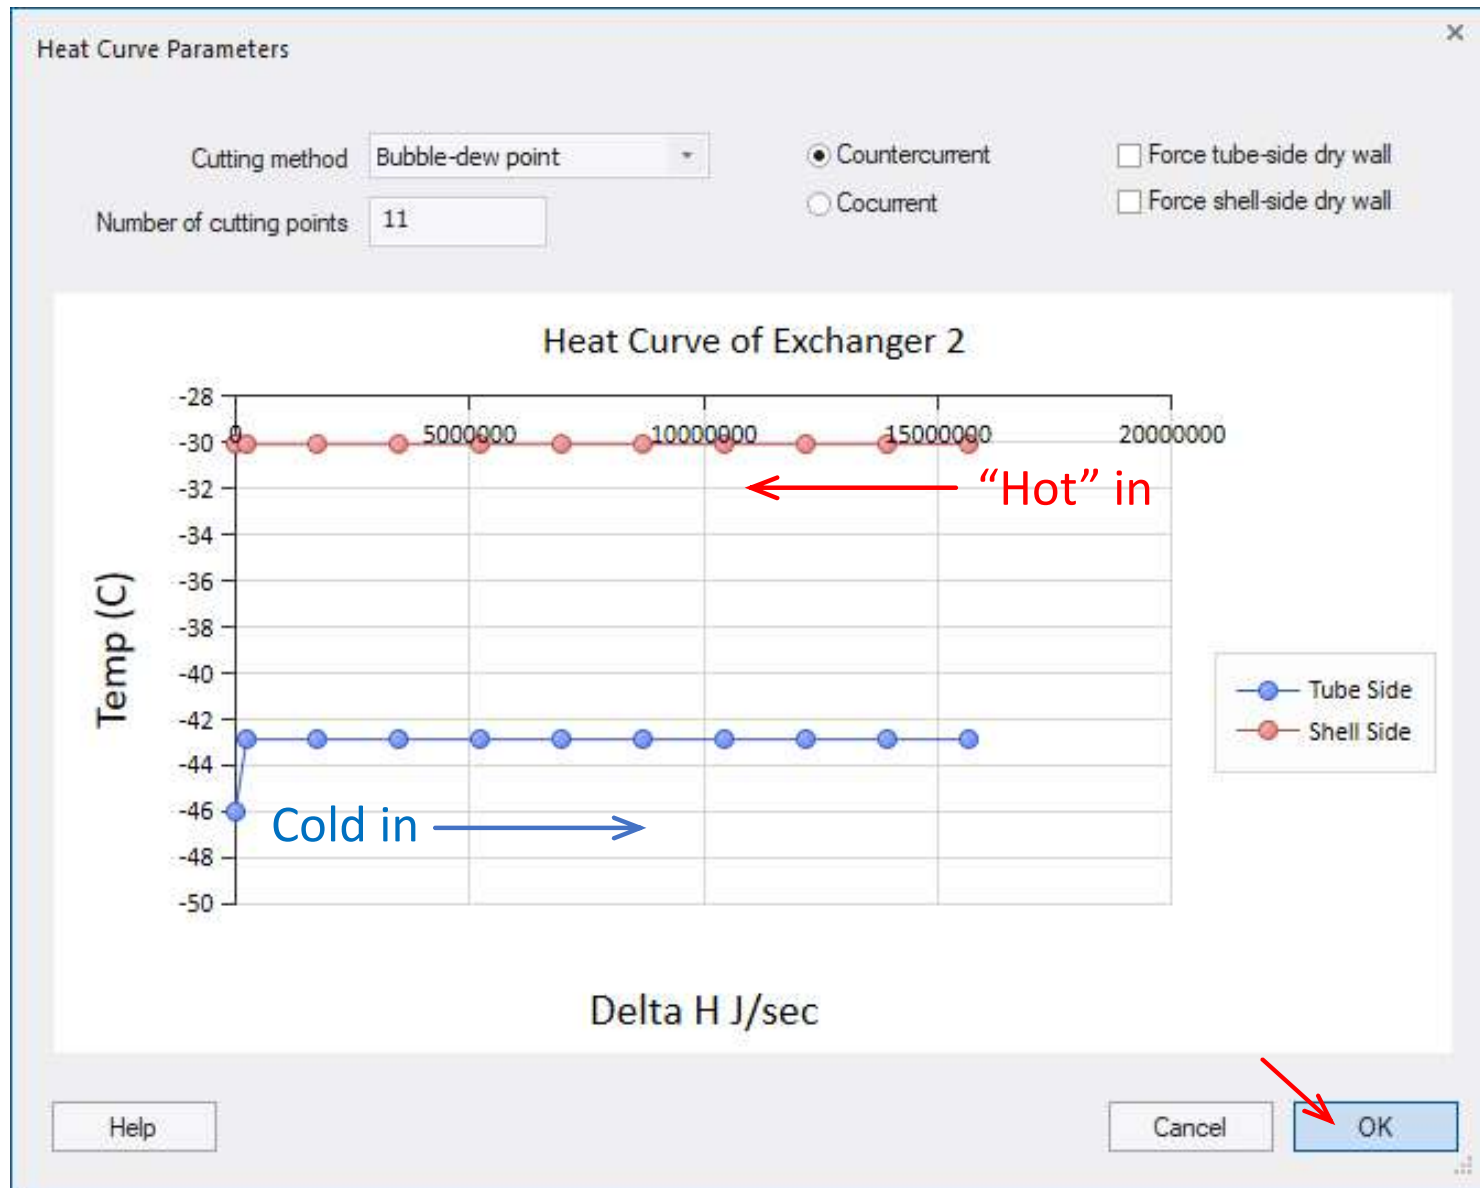 Heat Curve Parameters
×
Cutting method Bubble-dew point
Countercurrent
Force tube-side dry wall
Number of cutting points 11
Cocurrent
Force shell-side dry wall
Heat Curve of Exchanger 2
-28
-30
-32
-34
-36
-38
-40
-42
-44
-46
-48
-50
0 5000000 10000000 15000000 20000000
“Hot” in
Cold in
Temp (C)
Tube Side
Shell Side
Delta H J/sec
Help
Cancel
OK